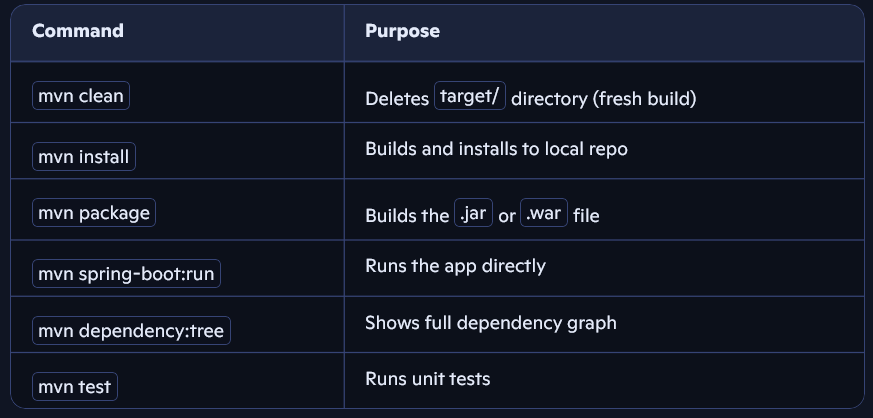 Command Purpose
mvn clean Deletes target/ directory (fresh build)
mvn install Builds and installs to local repo
mvn package Builds the .jar or .war file
mvn spring-boot:run Runs the app directly
mvn dependency:tree Shows full dependency graph
mvn test Runs unit tests